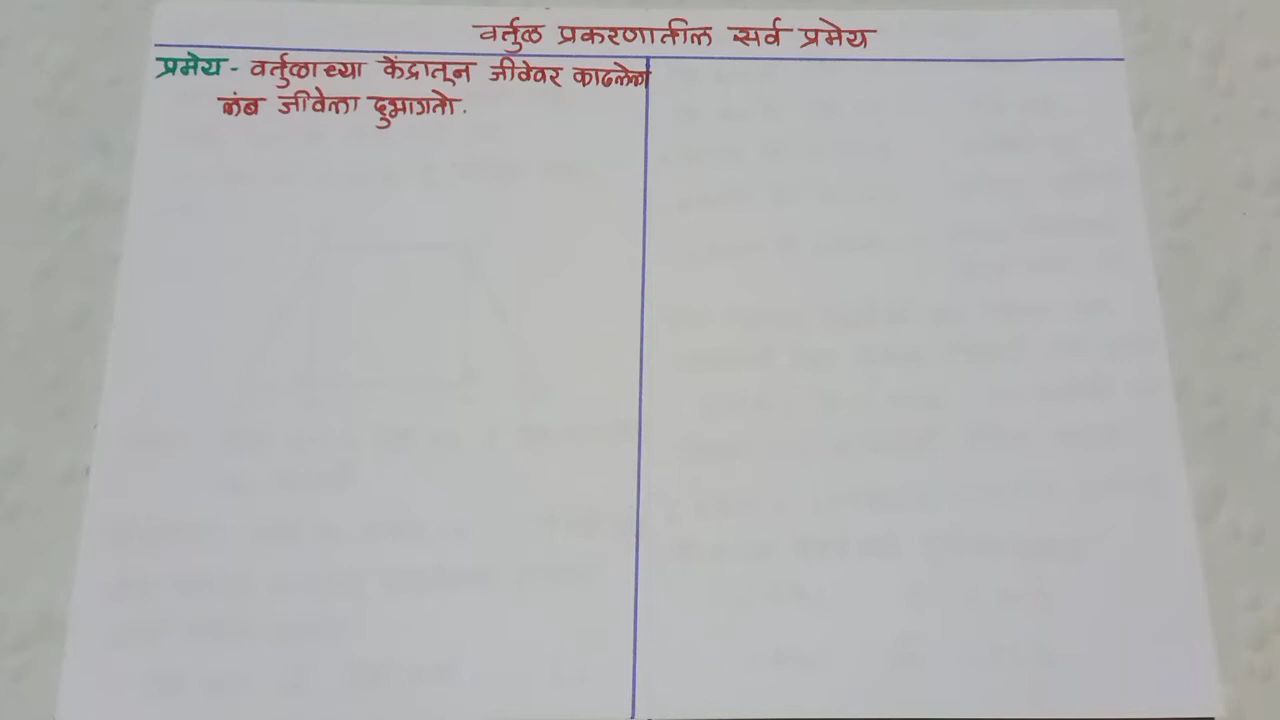 वर्तुळ प्रकरणातील सर्व प्रमेय
प्रमेय - वर्तुळाच्या केंद्रातून जीवेवर काढलेला
लंब जीवेला दुभागतो.